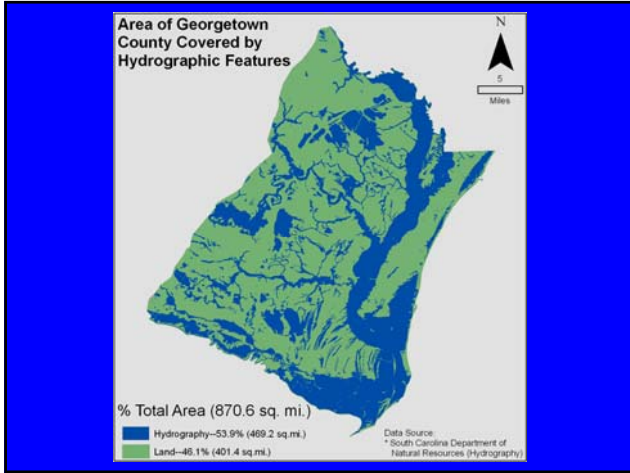 Area of Georgetown
County Covered by
Hydrographic Features
N
5
Miles
% Total Area (870.6 sq. mi.)
Hydrography--53.9% (469.2 sq.mi.)
Land--46.1% (401.4 sq.mi.)
Data Source:
* South Carolina Department of
Natural Resources (Hydrography)